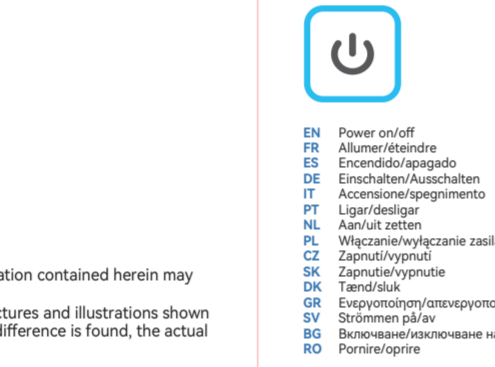 ation contained herein may
ctures and illustrations shown
difference is found, the actual
EN Power on/off
FR Allumer/éteindre
ES Encendido/apagado
DE Einschalten/Ausschalten
IT Accensione/spegnimento
PT Ligar/desligar
NL Aan/uit zetten
PL Włączanie/wyłączanie zasil
CZ Zapnutí/vypnutí
SK Zapnutie/vypnutie
DK Tænd/sluk
GR Ενεργοποίηση/απενεργοπο
SV Strömmen på/av
BG Включване/изключване на
RO Pornire/oprire